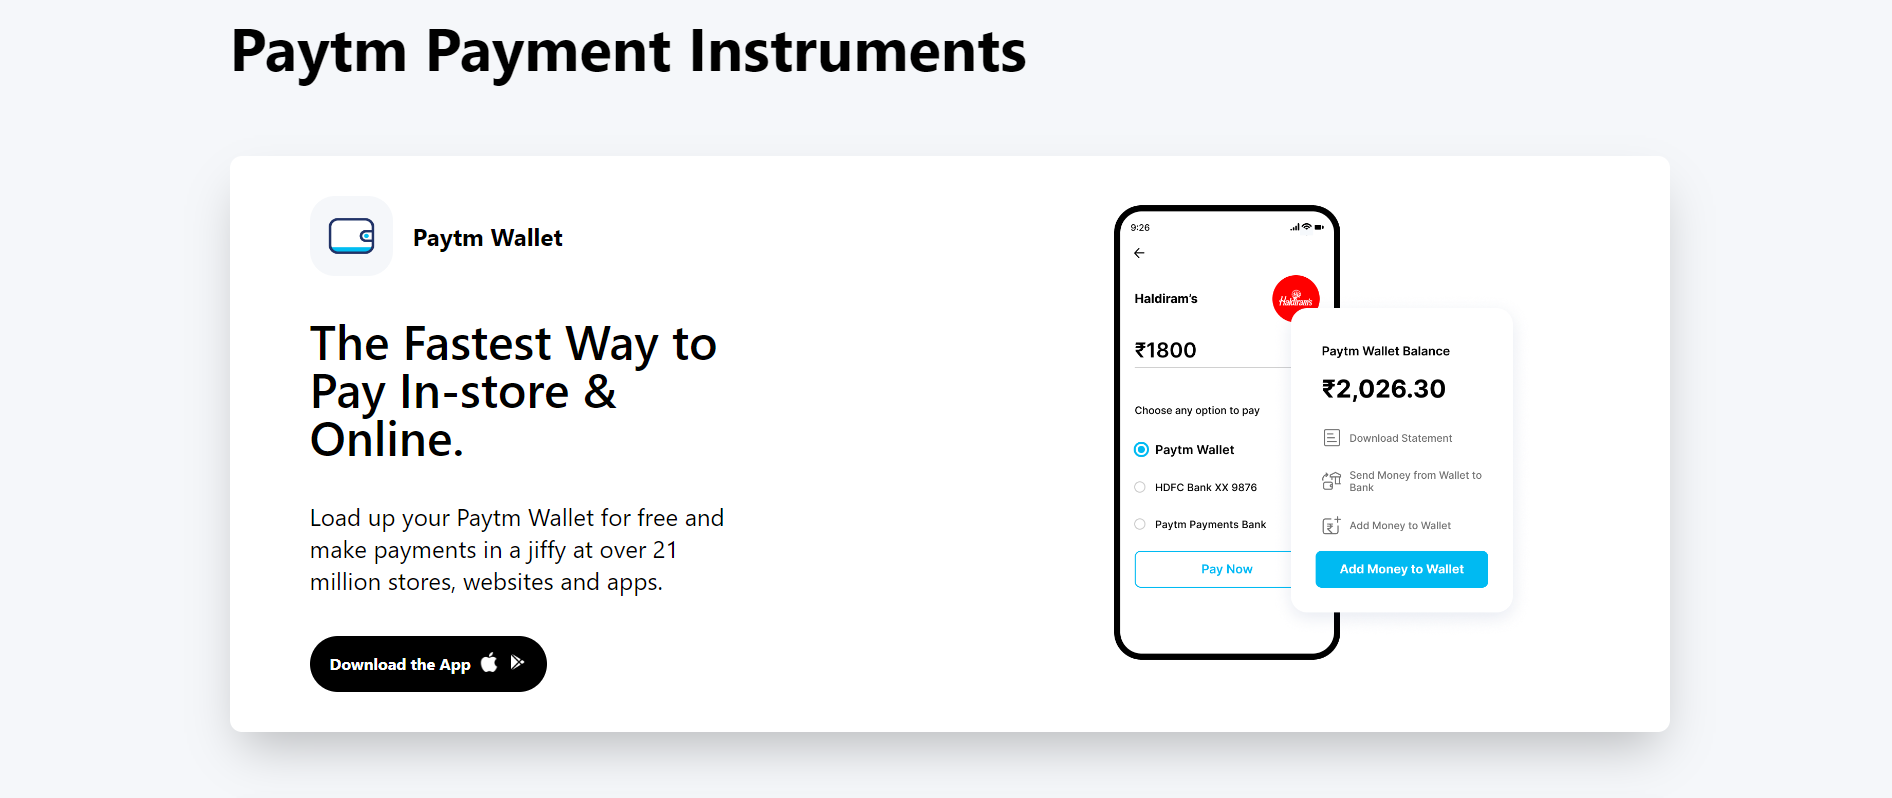 Paytm Payment Instruments
Paytm Wallet
The Fastest Way to
Pay In-store &
Online.
Load up your Paytm Wallet for free and
make payments in a jiffy at over 21
million stores, websites and apps.
Download the App
9:26
Haldiram's
Haldiram's
₹1800
Choose any option to pay
Paytm Wallet
HDFC Bank XX 9876
Paytm Payments Bank
Pay Now
Paytm Wallet Balance
₹2,026.30
Download Statement
Send Money from Wallet to
Bank
Add Money to Wallet
Add Money to Wallet